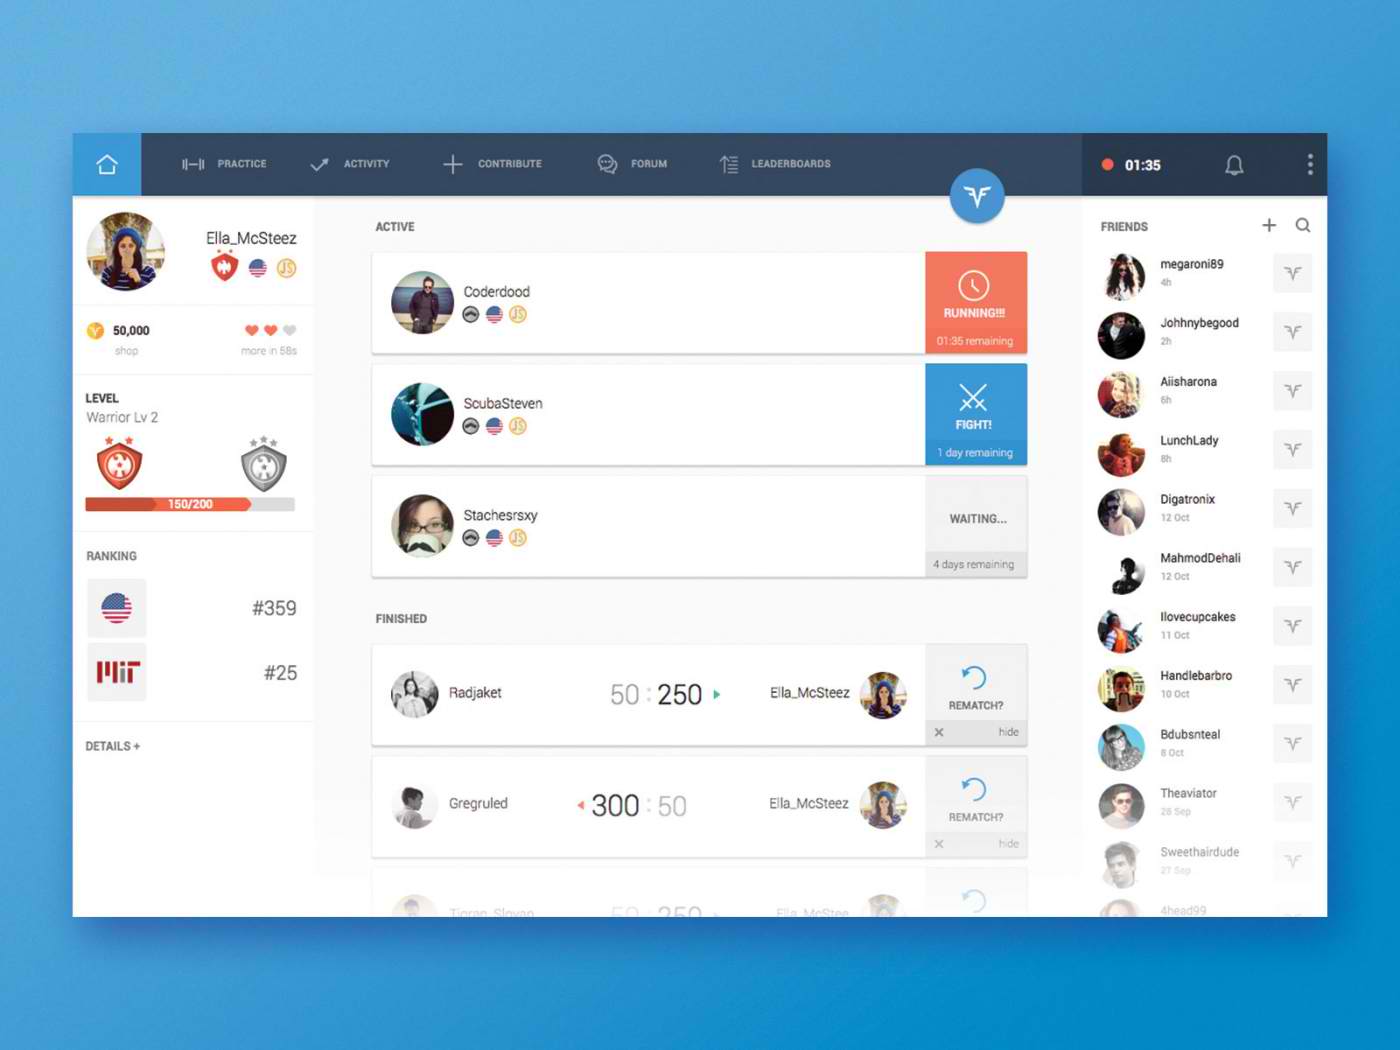 PRACTICE
ACTIVITY
CONTRIBUTE
FORUM
LEADERBOARDS
01:35
Ella_McSteez
JS
50,000
shop
more in 58s
LEVEL
Warrior Lv 2
150/200
RANKING
#359
MIT
#25
DETAILS +
ACTIVE
Coderdood
JS
RUNNING!!!
01:35 remaining
ScubaSteven
JS
FIGHT!
1 day remaining
Stachesrsxy
JS
WAITING...
4 days remaining
FINISHED
Radjaket
50 : 250
Ella_McSteez
REMATCH?
hide
Gregruled
300 : 50
Ella_McSteez
REMATCH?
hide
Tigran_Slovan
50 : 250
Ella_McStee
FRIENDS
megaroni89
4h
Johhnybegood
2h
Aiisharona
6h
LunchLady
8h
Digatronix
12 Oct
MahmodDehali
12 Oct
Ilovecupcakes
11 Oct
Handlebarbro
10 Oct
Bdubsnteal
8 Oct
Theaviator
28 Sep
Sweethairdude
27 Sep
4head99